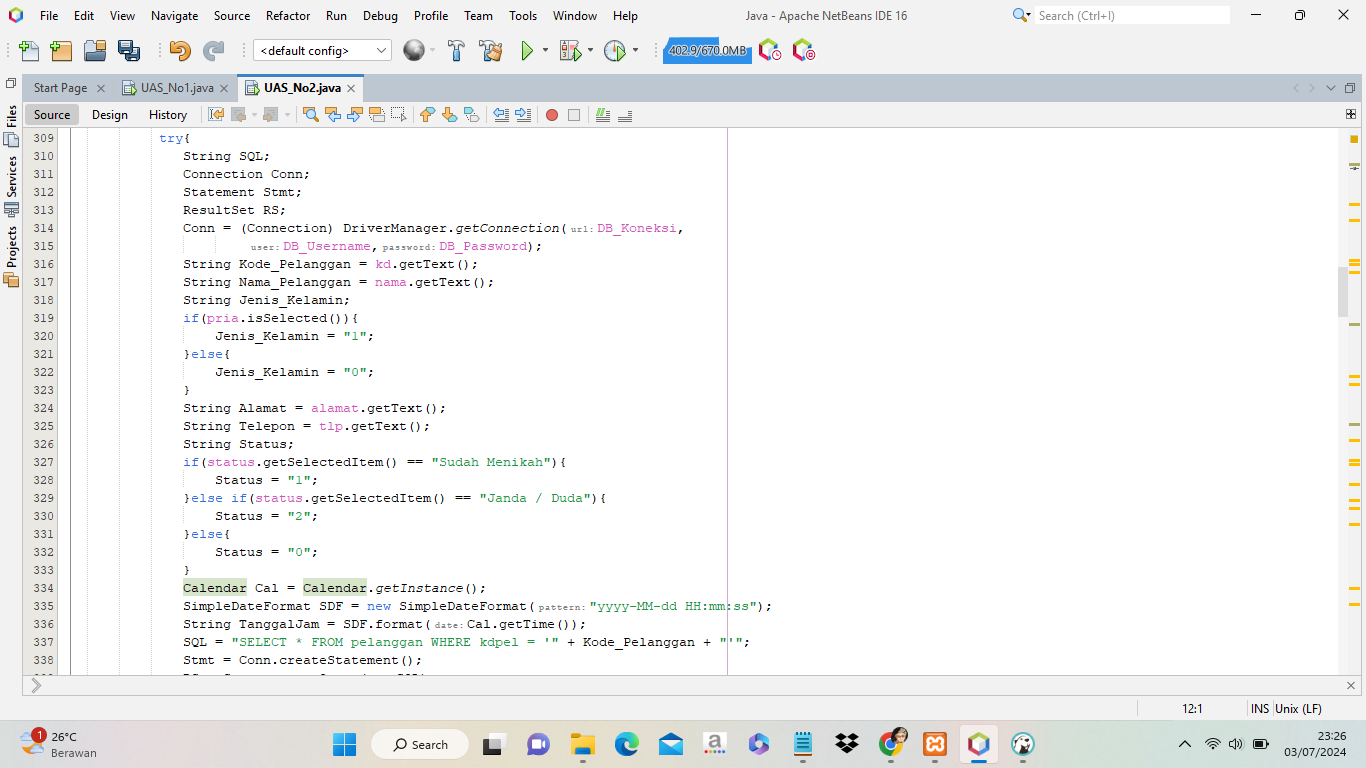 File Edit View Navigate Source Refactor Run Debug Profile Team Tools Window Help
Java - Apache NetBeans IDE 16
Search (Ctrl+I)
<default config>
402.9/670.0MB
Start Page
UAS_No1.java
UAS_No2.java
Source Design History
Files
Services
Projects
309 try{
310 String SQL;
311 Connection Conn;
312 Statement Stmt;
313 ResultSet RS;
314 Conn = (Connection) DriverManager.getConnection( url: DB_Koneksi,
315 user: DB_Username, password: DB_Password);
316 String Kode_Pelanggan = kd.getText();
317 String Nama_Pelanggan = nama.getText();
318 String Jenis_Kelamin;
319 if(pria.isSelected()){
320 Jenis_Kelamin = "1";
321 }else{
322 Jenis_Kelamin = "0";
323 }
324 String Alamat = alamat.getText();
325 String Telepon = tlp.getText();
326 String Status;
327 if(status.getSelectedItem() == "Sudah Menikah"){
328 Status = "1";
329 }else if(status.getSelectedItem() == "Janda / Duda"){
330 Status = "2";
331 }else{
332 Status = "0";
333 }
334 Calendar Cal = Calendar.getInstance();
335 SimpleDateFormat SDF = new SimpleDateFormat( pattern: "yyyy-MM-dd HH:mm:ss");
336 String TanggalJam = SDF.format( date: Cal.getTime());
337 SQL = "SELECT * FROM pelanggan WHERE kdpel = '" + Kode_Pelanggan + "'";
338 Stmt = Conn.createStatement();
12:1 INS Unix (LF)
1
26°C
Berawan
Search
23:26
03/07/2024